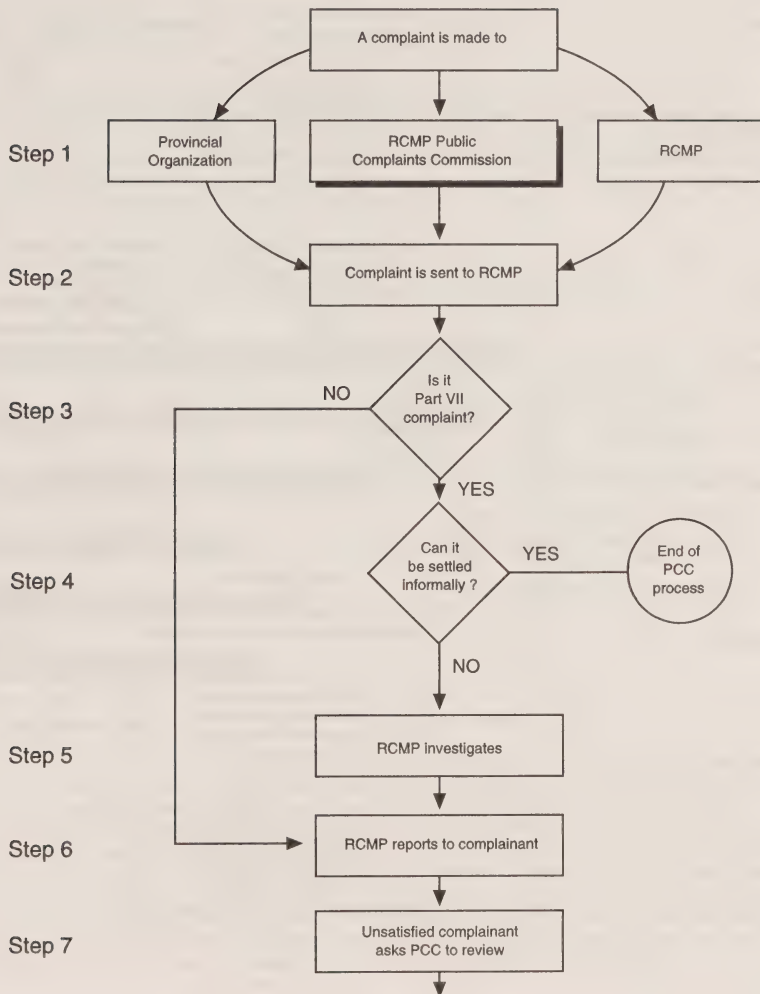 A complaint is made to
Step 1
Provincial
Organization
RCMP Public
Complaints Commission
RCMP
Step 2
Complaint is sent to RCMP
Step 3
NO
Is it
Part VII
complaint?
YES
Step 4
Can it
be settled
informally ?
YES
End of
PCC
process
NO
Step 5
RCMP investigates
Step 6
RCMP reports to complainant
Step 7
Unsatisfied complainant
asks PCC to review